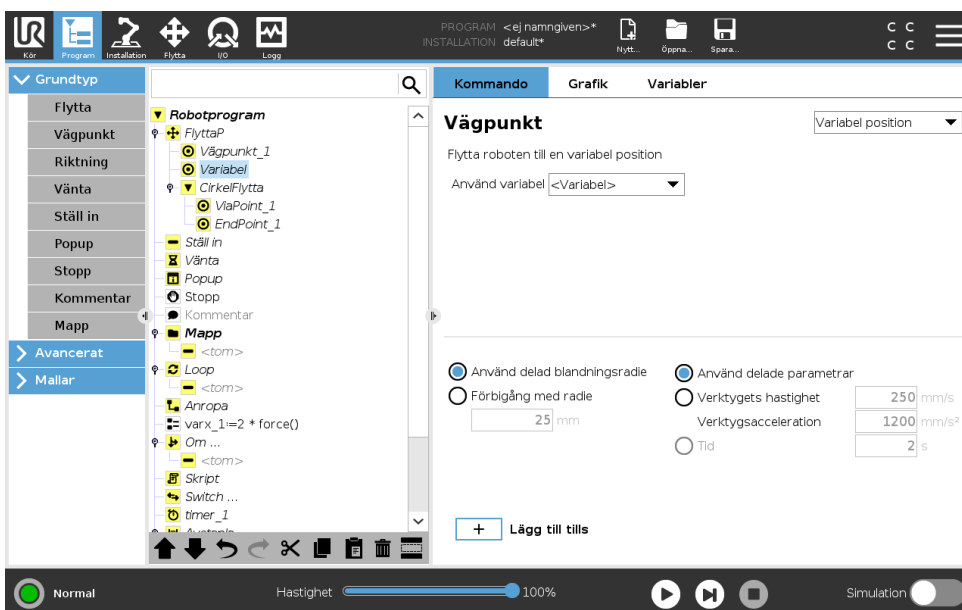 PROGRAM <ej namngiven>*
INSTALLATION default*
UR
Kör
Program
Installation
Flytta
I/O
Logg
Nytt...
Öppna...
Spara...
C C
C C
Grundtyp
Flytta
Vägpunkt
Riktning
Vänta
Ställ in
Popup
Stopp
Kommentar
Mapp
Avancerat
Mallar
Robotprogram
FlyttaP
Vägpunkt_1
Variabel
CirkelFlytta
ViaPoint_1
EndPoint_1
Ställ in
Vänta
Popup
Stopp
Kommentar
Mapp
<tom>
Loop
<tom>
Anropa
varx_1:=2 * force()
Om ...
<tom>
Skript
Switch ...
timer_1
Kommando
Grafik
Variabler
Vägpunkt
Variabel position
Flytta roboten till en variabel position
Använd variabel <Variabel>
Använd delad blandningsradie
Förbigång med radie
25 mm
Använd delade parametrar
Verktygets hastighet 250 mm/s
Verktygsacceleration 1200 mm/s²
Tid 2 s
+ Lägg till tills
Normal
Hastighet 100%
Simulation